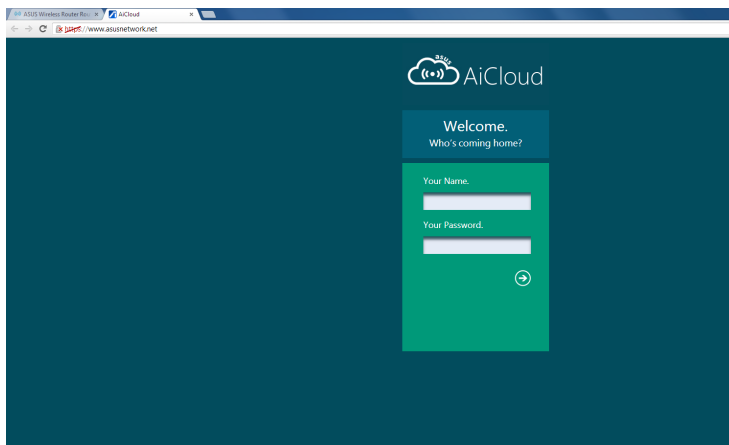 ASUS Wireless Router Rou
AiCloud
https://www.asusnetwork.net
asus
AiCloud
Welcome.
Who's coming home?
Your Name.
Your Password.